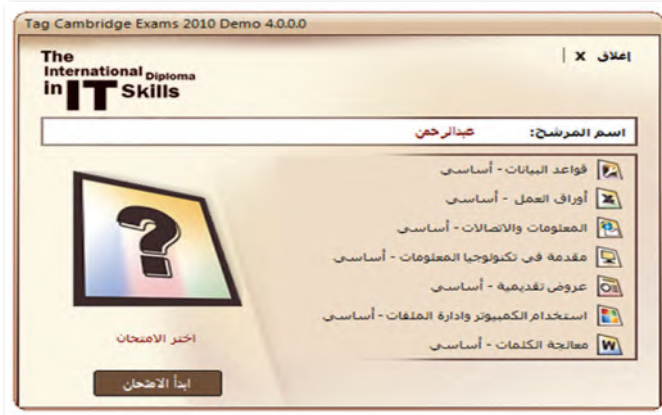 Tag Cambridge Exams 2010 Demo 4.0.0.0
إغلاق X |
The
International Diploma
in IT Skills
اسم المرشح: عبدالرحمن
قواعد البيانات - أساسي
أوراق العمل - أساسي
المعلومات والاتصالات - أساسي
مقدمة في تكنولوجيا المعلومات - أساسي
عروض تقديمية - أساسي
استخدام الكمبيوتر وادارة الملفات - أساسي
معالجة الكلمات - أساسي
?
اختر الامتحان
ابدأ الامتحان